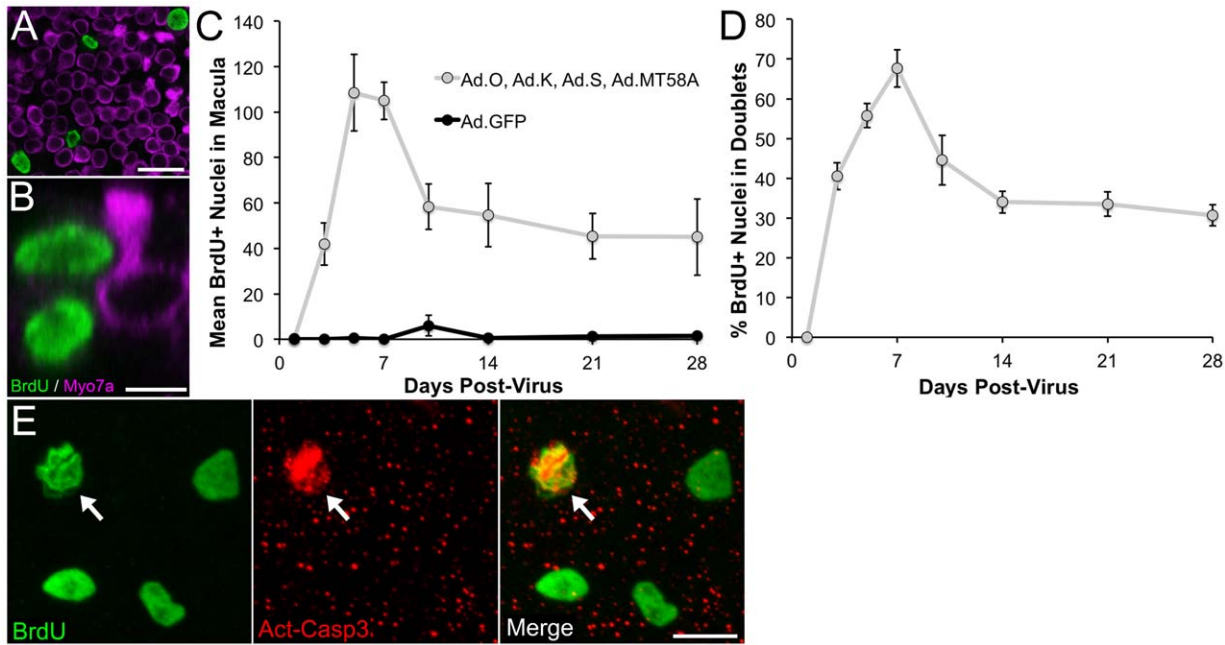 A
B
BrdU / Myo7a
C
140
120
100
80
60
40
20
0
Mean BrdU+ Nuclei in Macula
Ad.O, Ad.K, Ad.S, Ad.MT58A
Ad.GFP
0 7 14 21 28
Days Post-Virus
D
80
70
60
50
40
30
20
10
0
% BrdU+ Nuclei in Doublets
0 7 14 21 28
Days Post-Virus
E
BrdU
Act-Casp3
Merge